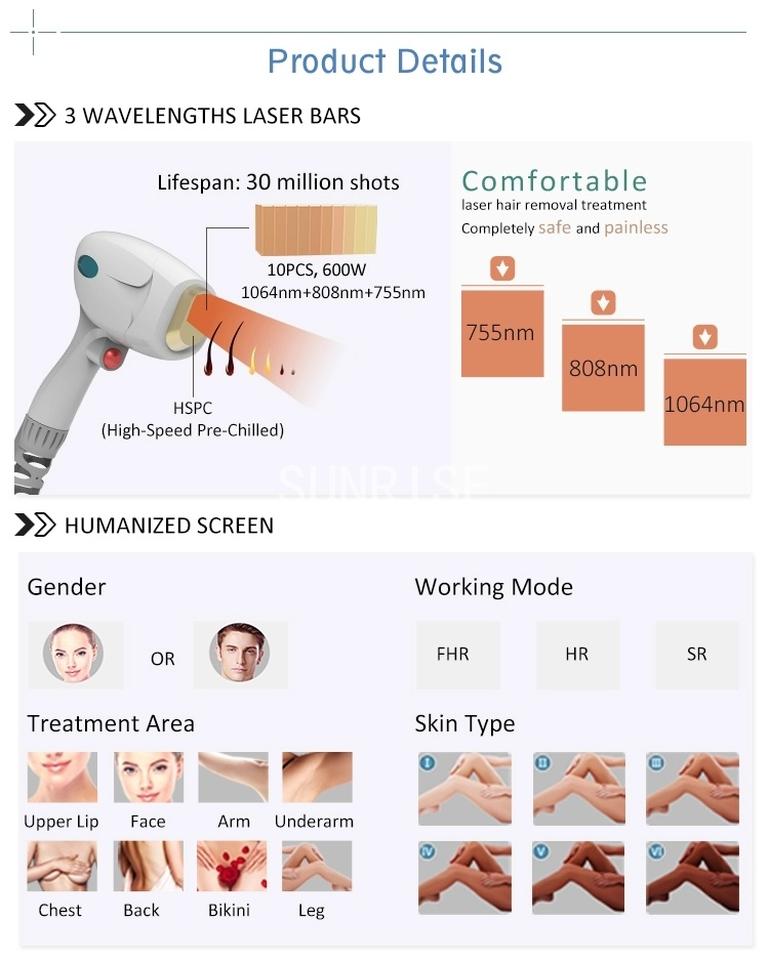 Product Details
3 WAVELENGTHS LASER BARS
Lifespan: 30 million shots
10PCS, 600W
1064nm+808nm+755nm
HSPC
(High-Speed Pre-Chilled)
Comfortable
laser hair removal treatment
Completely safe and painless
755nm
808nm
1064nm
SUNRISE
HUMANIZED SCREEN
Gender
OR
Working Mode
FHR
HR
SR
Treatment Area
Upper Lip
Face
Arm
Underarm
Chest
Back
Bikini
Leg
Skin Type
I
II
III
IV
V
VI